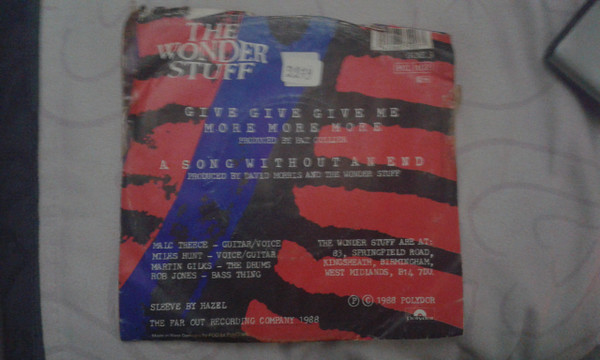 THE
WONDER
STUFF
GIVE GIVE GIVE ME
MORE MORE MORE
PRODUCED BY PAT COLLIER
A SONG WITHOUT AN END
PRODUCED BY DAVID MORRIS AND THE WONDER STUFF
MALC TREECE - GUITAR/VOICE
MILES HUNT - VOICE/GUITAR
MARTIN GILKS - THE DRUMS
ROB JONES - BASS THING
THE WONDER STUFF ARE AT:
83, SPRINGFIELD ROAD,
KINGSHEATH, BIRMINGHAM,
WEST MIDLANDS, B14 7DU
SLEEVE BY HAZEL
Ⓟ © 1988 POLYDOR
THE FAR OUT RECORDING COMPANY 1988